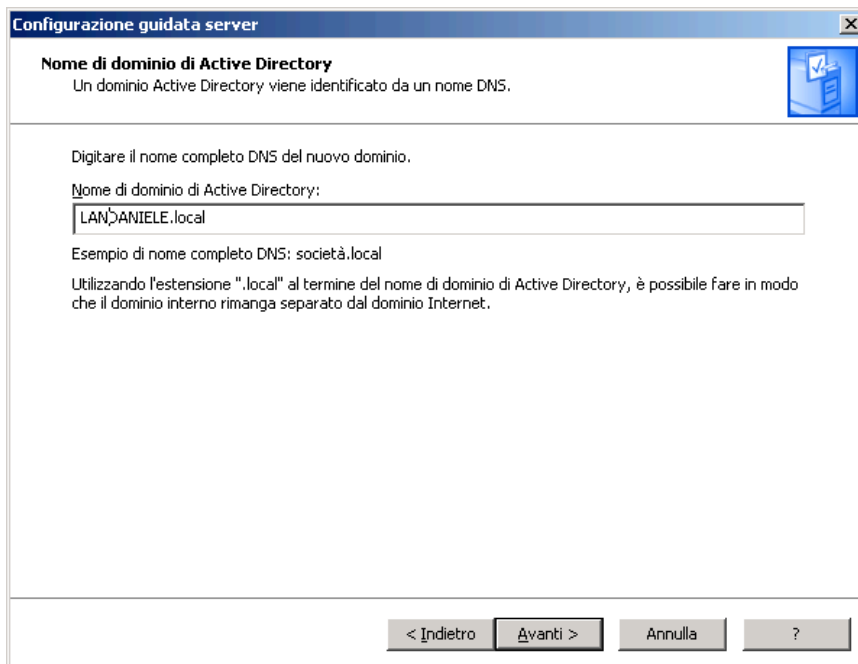 Configurazione guidata server
Nome di dominio di Active Directory
Un dominio Active Directory viene identificato da un nome DNS.
Digitare il nome completo DNS del nuovo dominio.
Nome di dominio di Active Directory:
LANDANIELE.local
Esempio di nome completo DNS: società.local
Utilizzando l'estensione ".local" al termine del nome di dominio di Active Directory, è possibile fare in modo
che il dominio interno rimanga separato dal dominio Internet.
< Indietro
Avanti >
Annulla
?